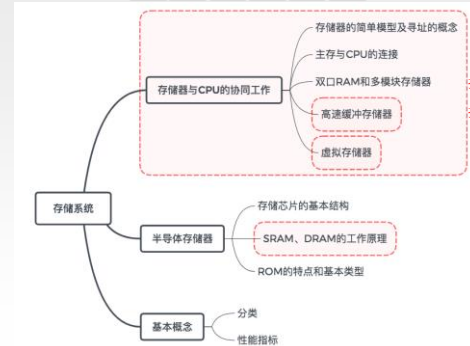 存储器的简单模型及寻址的概念
主存与CPU的连接
存储器与CPU的协同工作
双口RAM和多模块存储器
高速缓冲存储器
虚拟存储器
存储系统
存储芯片的基本结构
半导体存储器
SRAM、DRAM的工作原理
ROM的特点和基本类型
分类
基本概念
性能指标